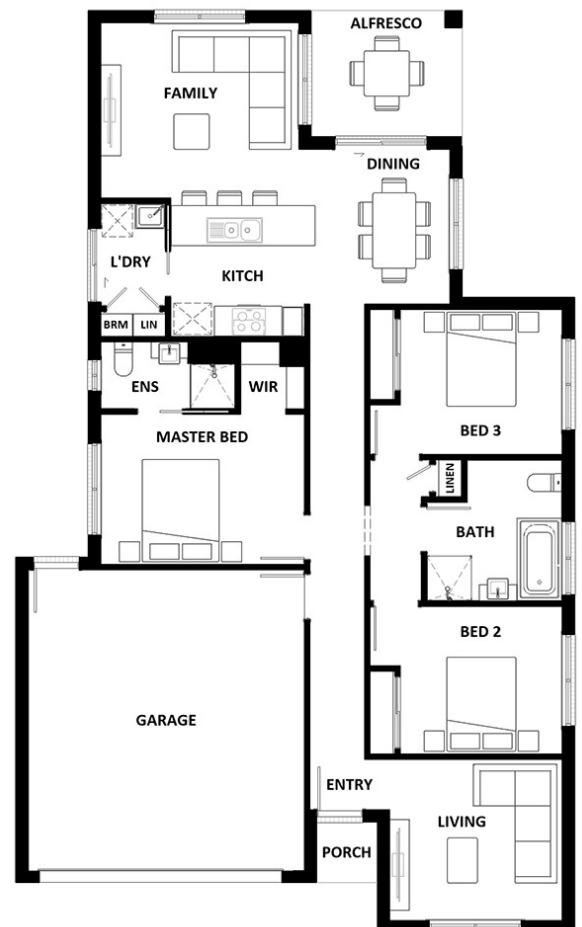 ALFRESCO
FAMILY
DINING
L'DRY
KITCH
BRM LIN
ENS
WIR
MASTER BED
BED 3
LINEN
BATH
BED 2
GARAGE
ENTRY
LIVING
PORCH